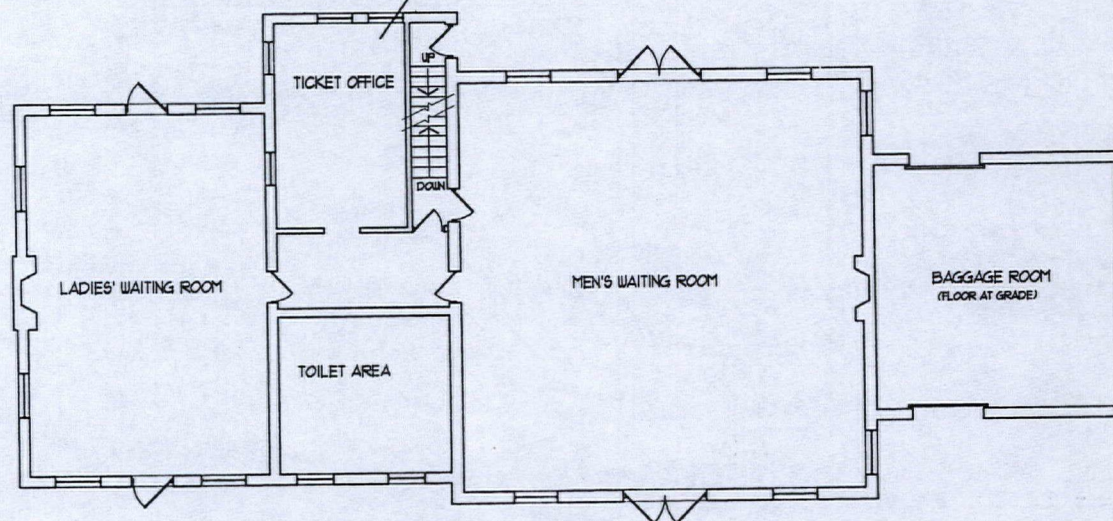 UP
TICKET OFFICE
DOWN
LADIES' WAITING ROOM
MEN'S WAITING ROOM
BAGGAGE ROOM
(FLOOR AT GRADE)
TOILET AREA